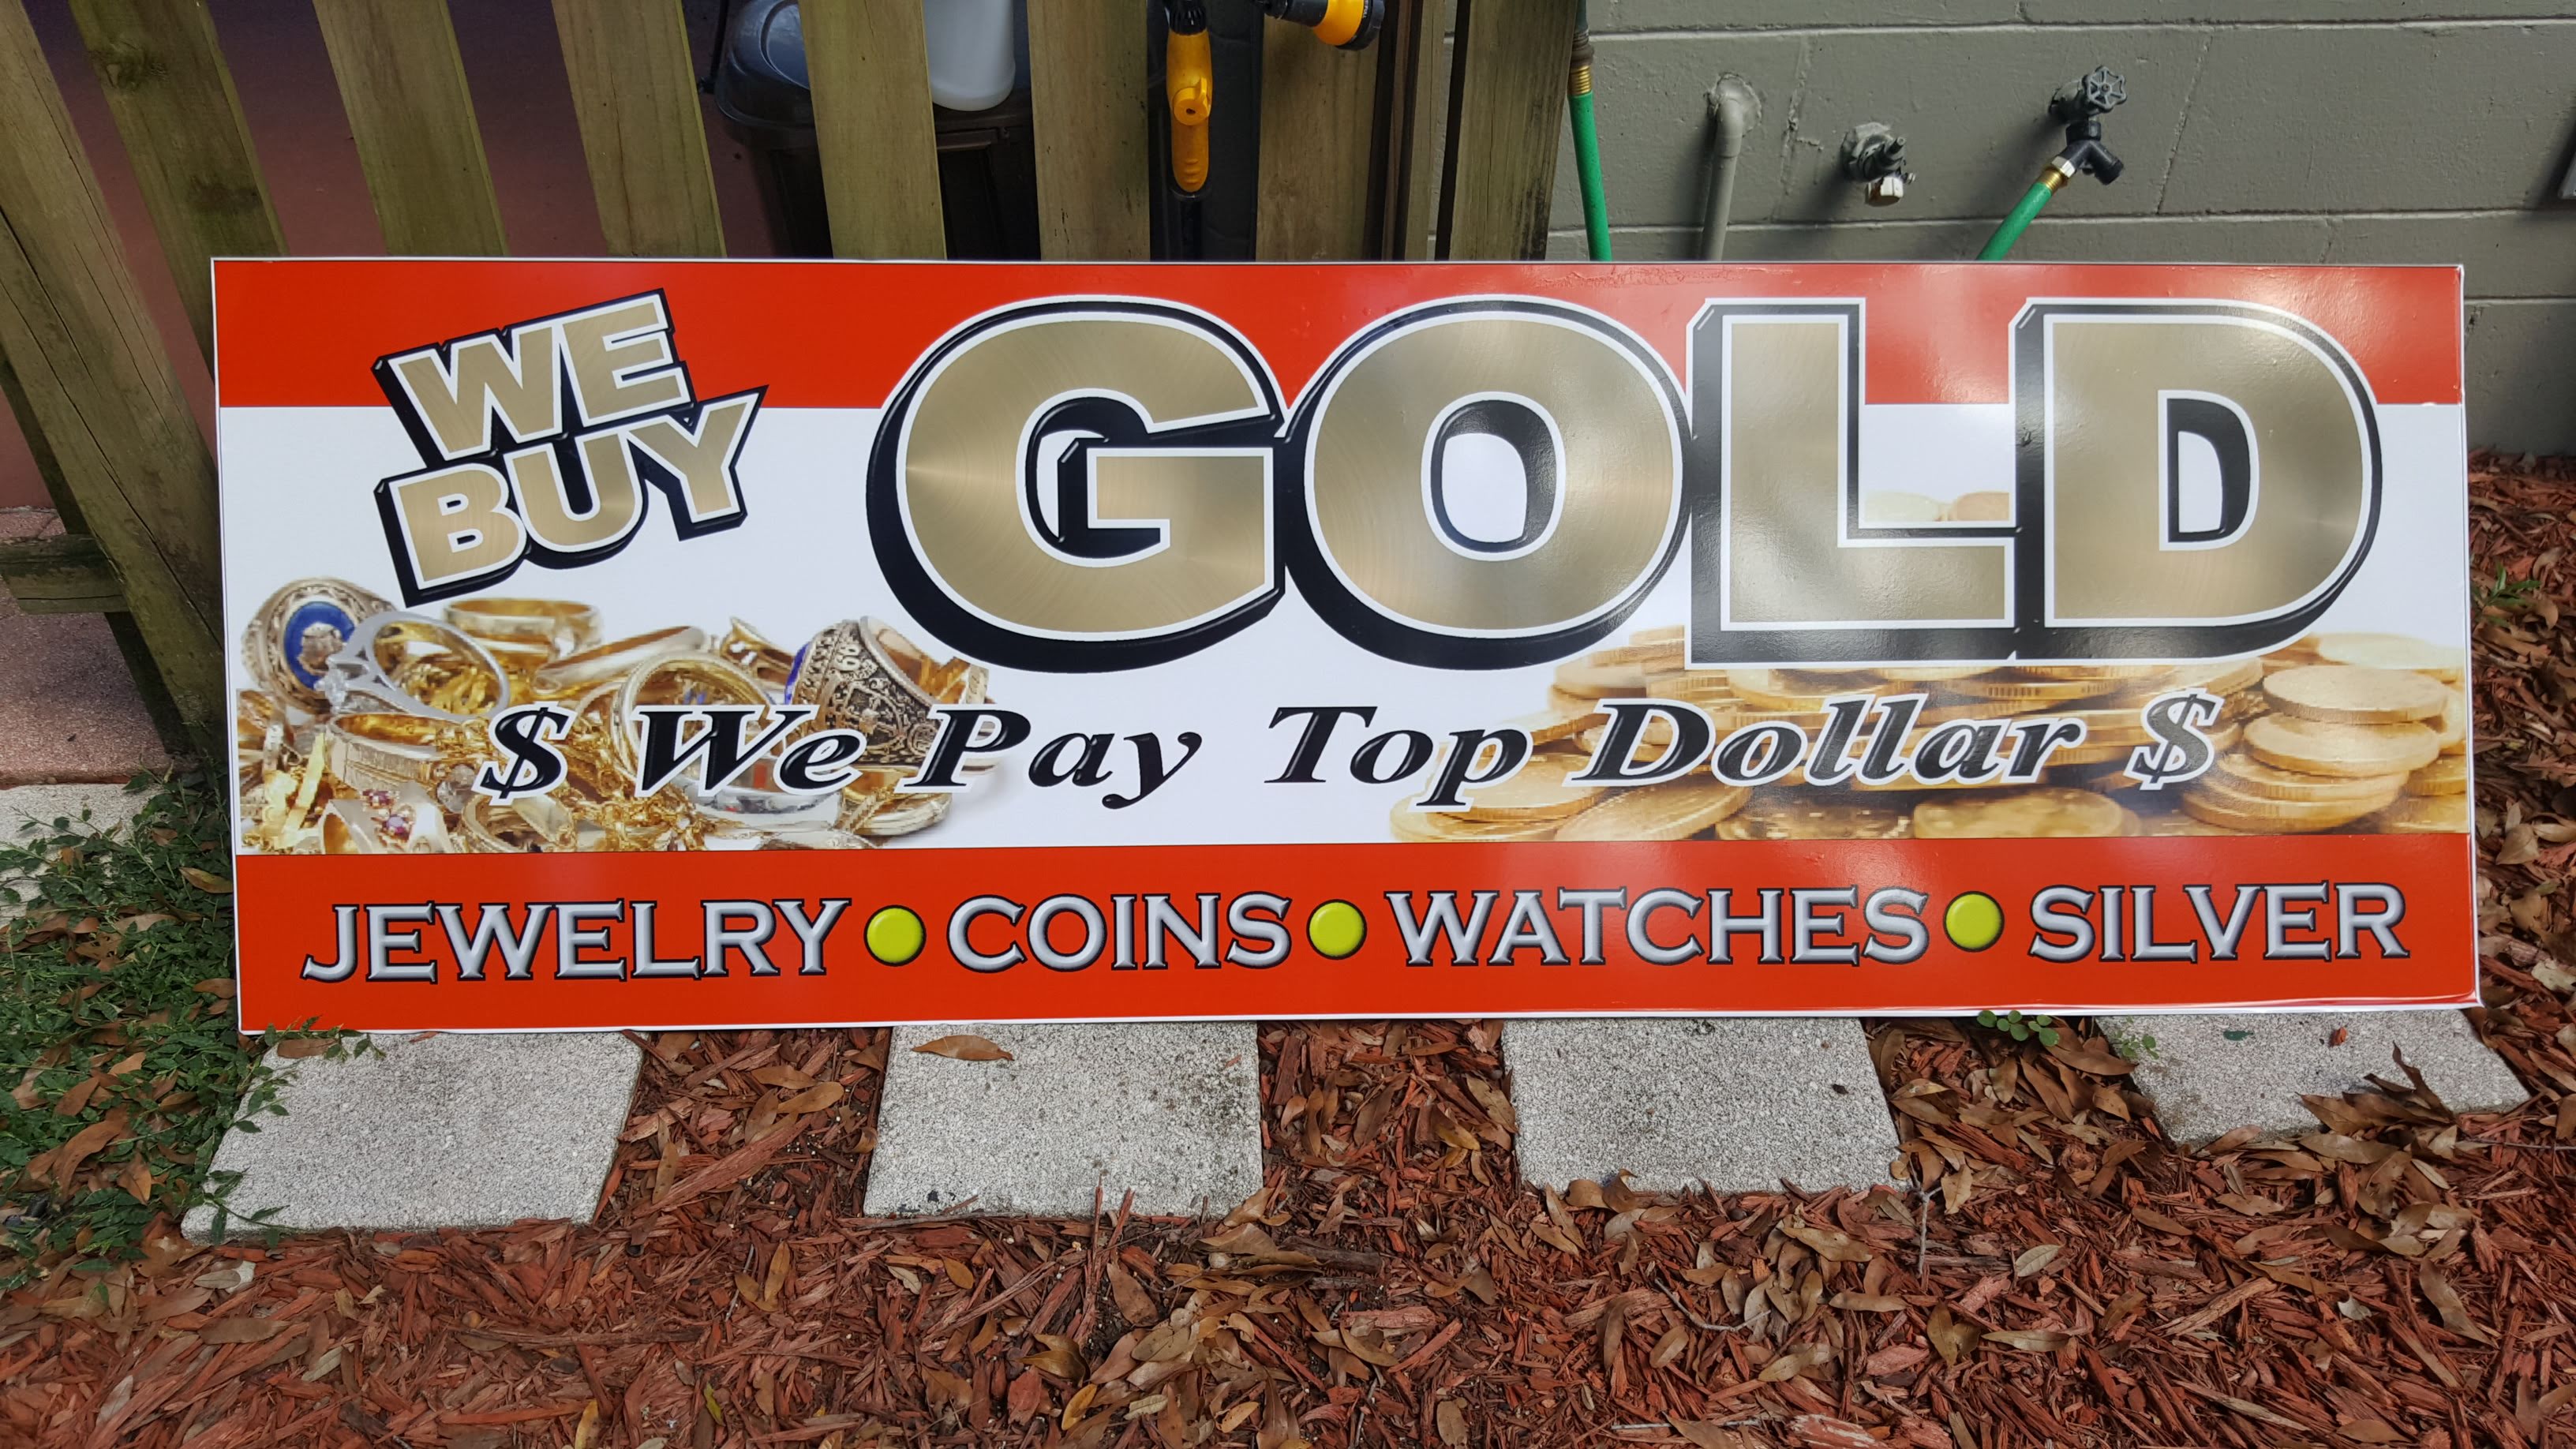 WE
BUY
GOLD
$ We Pay Top Dollar $
JEWELRY • COINS • WATCHES • SILVER